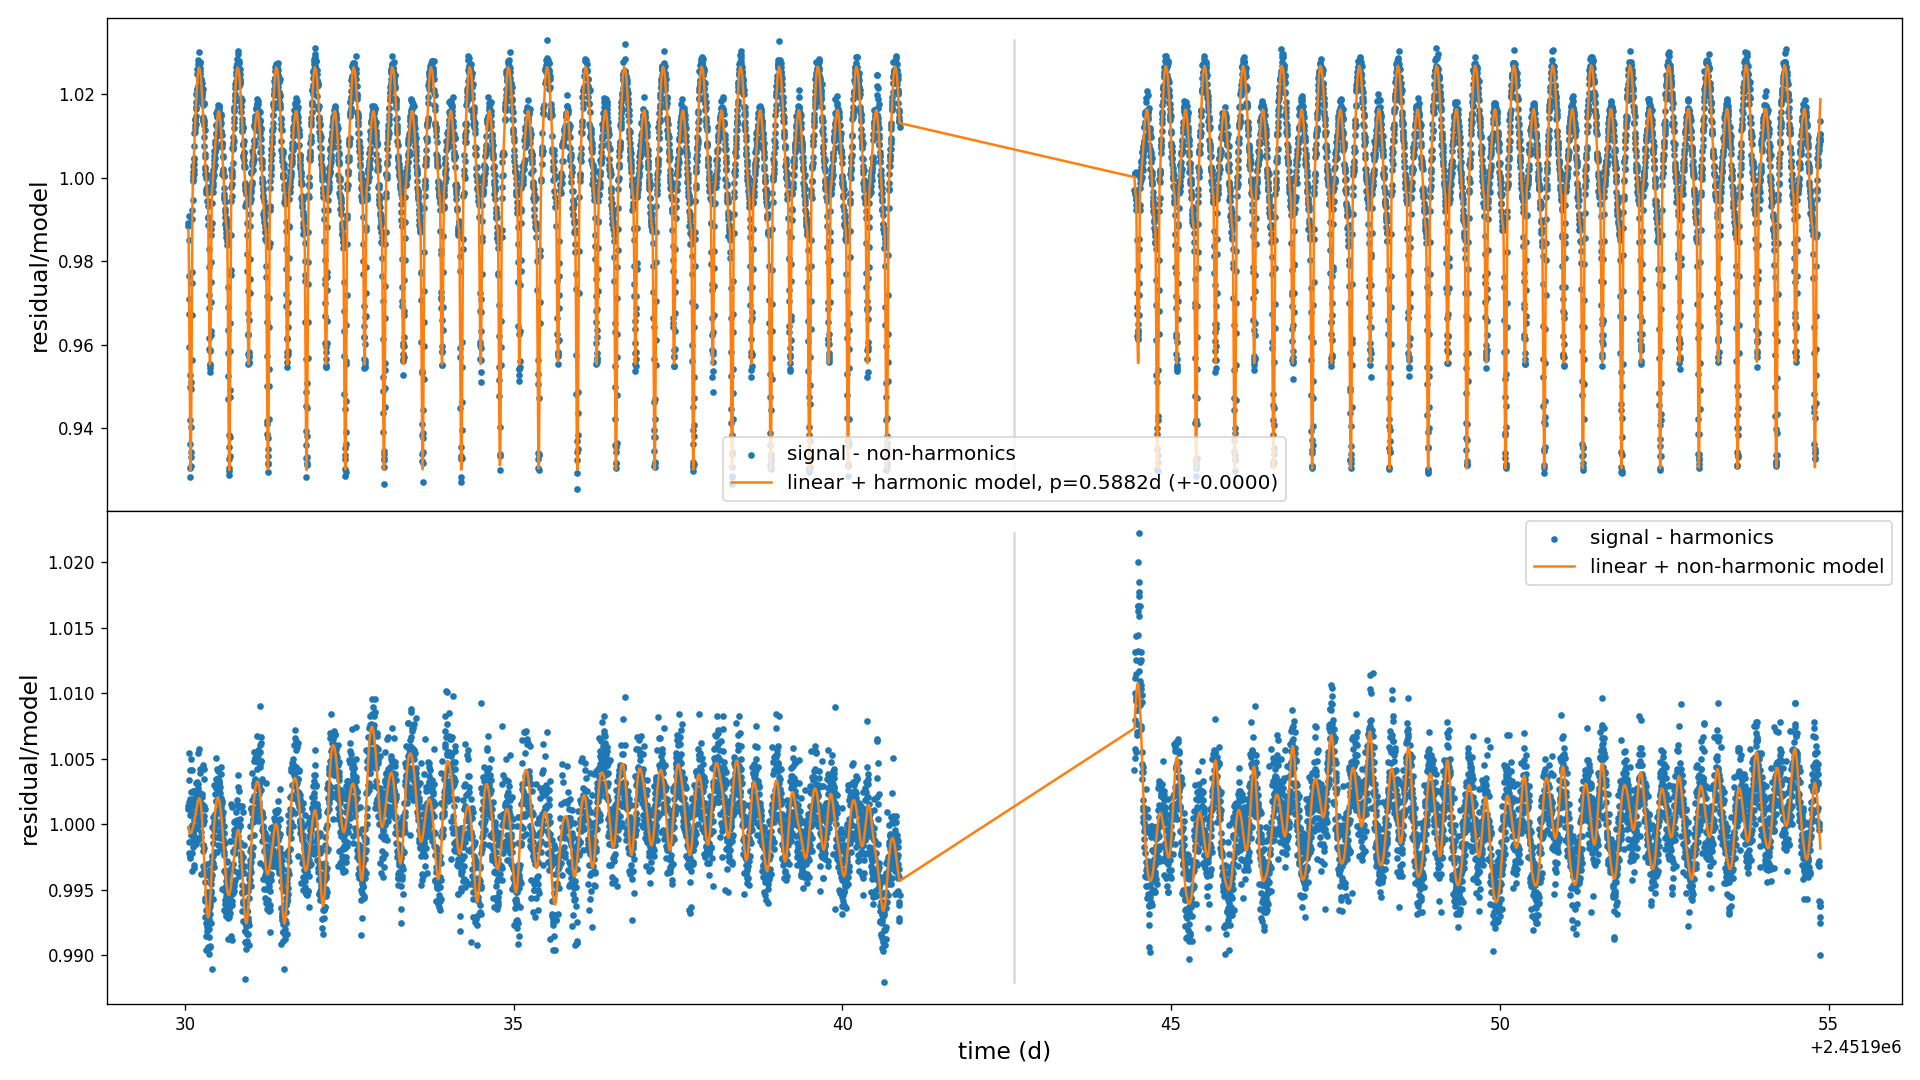 residual/model
1.02
1.00
0.98
0.96
0.94
signal - non-harmonics
linear + harmonic model, p=0.5882d (+-0.0000)
residual/model
1.020
1.015
1.010
1.005
1.000
0.995
0.990
signal - harmonics
linear + non-harmonic model
30 35 40 45 50 55
time (d)
+2.4519e6